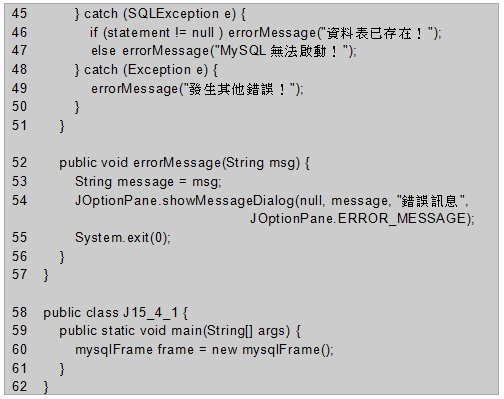 45 } catch (SQLException e) {
46 if (statement != null ) errorMessage("資料表已存在！");
47 else errorMessage("MySQL 無法啟動！");
48 } catch (Exception e) {
49 errorMessage("發生其他錯誤！");
50 }
51 }
52 public void errorMessage(String msg) {
53 String message = msg;
54 JOptionPane.showMessageDialog(null, message, "錯誤訊息",
JOptionPane.ERROR_MESSAGE);
55 System.exit(0);
56 }
57 }
58 public class J15_4_1 {
59 public static void main(String[] args) {
60 mysqlFrame frame = new mysqlFrame();
61 }
62 }